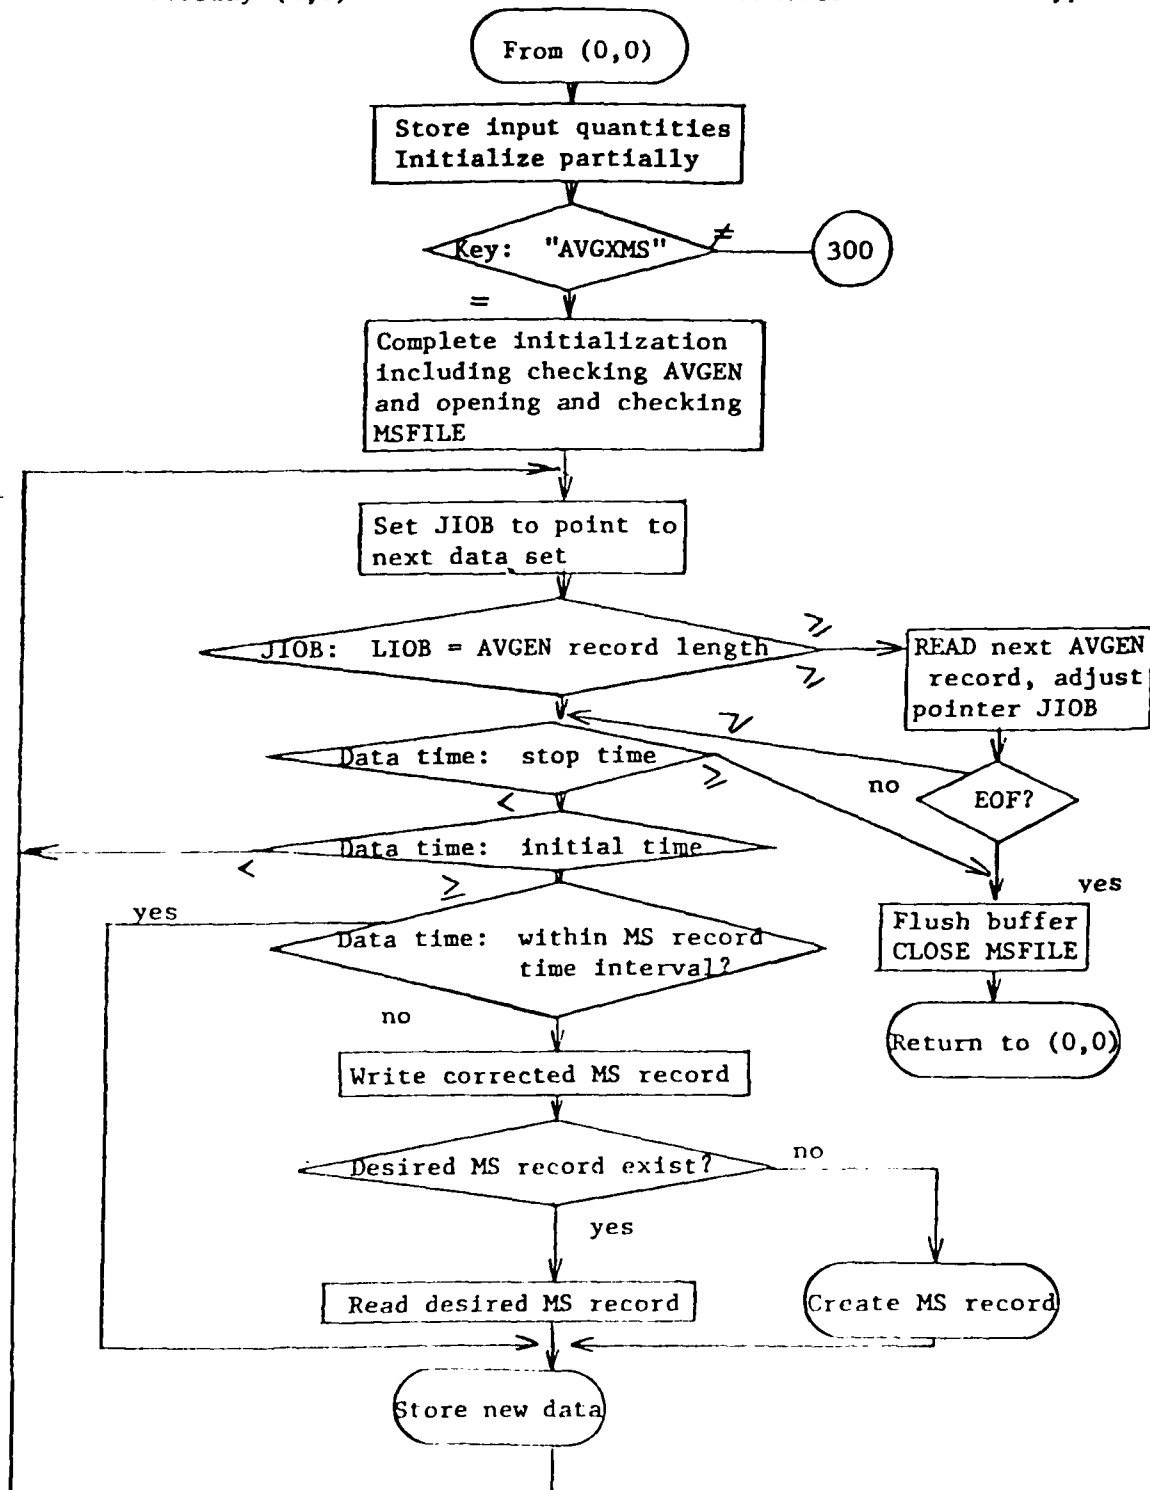 From (0,0)
Store input quantities
Initialize partially
Key: "AVGXMS"
≠
300
=
Complete initialization
including checking AVGEN
and opening and checking
MSFILE
Set JIOB to point to
next data set
JIOB: LIOB = AVGEN record length
≥
≥
READ next AVGEN
record, adjust
pointer JIOB
Data time: stop time
≥
<
no
EOF?
yes
Data time: initial time
<
≥
Flush buffer
CLOSE MSFILE
Return to (0,0)
yes
Data time: within MS record
time interval?
no
Write corrected MS record
Desired MS record exist?
no
yes
Read desired MS record
Create MS record
Store new data